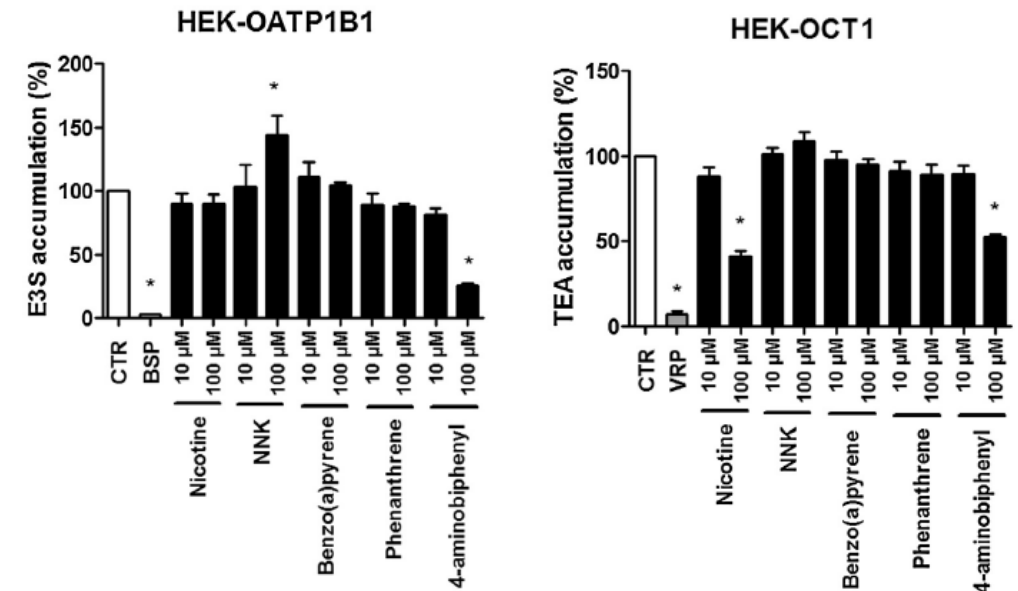 HEK-OATP1B1
E3S accumulation (%)
200
150
100
50
0
*
*
*
CTR
BSP
10 µM
100 µM
10 µM
100 µM
10 µM
100 µM
10 µM
100 µM
10 µM
100 µM
Nicotine
NNK
Benzo(a)pyrene
Phenanthrene
4-aminobiphenyl
HEK-OCT1
TEA accumulation (%)
150
100
50
0
*
*
*
CTR
VRP
10 µM
100 µM
10 µM
100 µM
10 µM
100 µM
10 µM
100 µM
10 µM
100 µM
Nicotine
NNK
Benzo(a)pyrene
Phenanthrene
4-aminobiphenyl